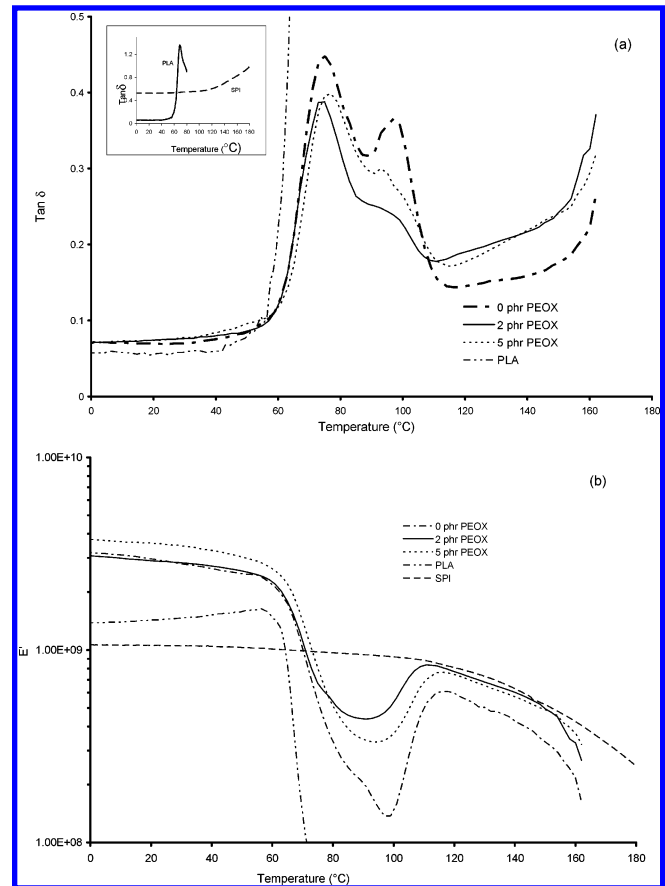 0.5
(a)
1.2
PLA
0.8
SPI
0.4
0
0 20 40 60 80 100 120 140 160 180
Tanδ
Temperature (°C)
0.4
0.3
Tan δ
0.2
0 phr PEOX
2 phr PEOX
0.1
5 phr PEOX
PLA
0
0 20 40 60 80 100 120 140 160 180
Temperature (°C)
1.00E+10
(b)
0 phr PEOX
2 phr PEOX
5 phr PEOX
PLA
SPI
E'
1.00E+09
1.00E+08
0 20 40 60 80 100 120 140 160 180
Temperature (°C)